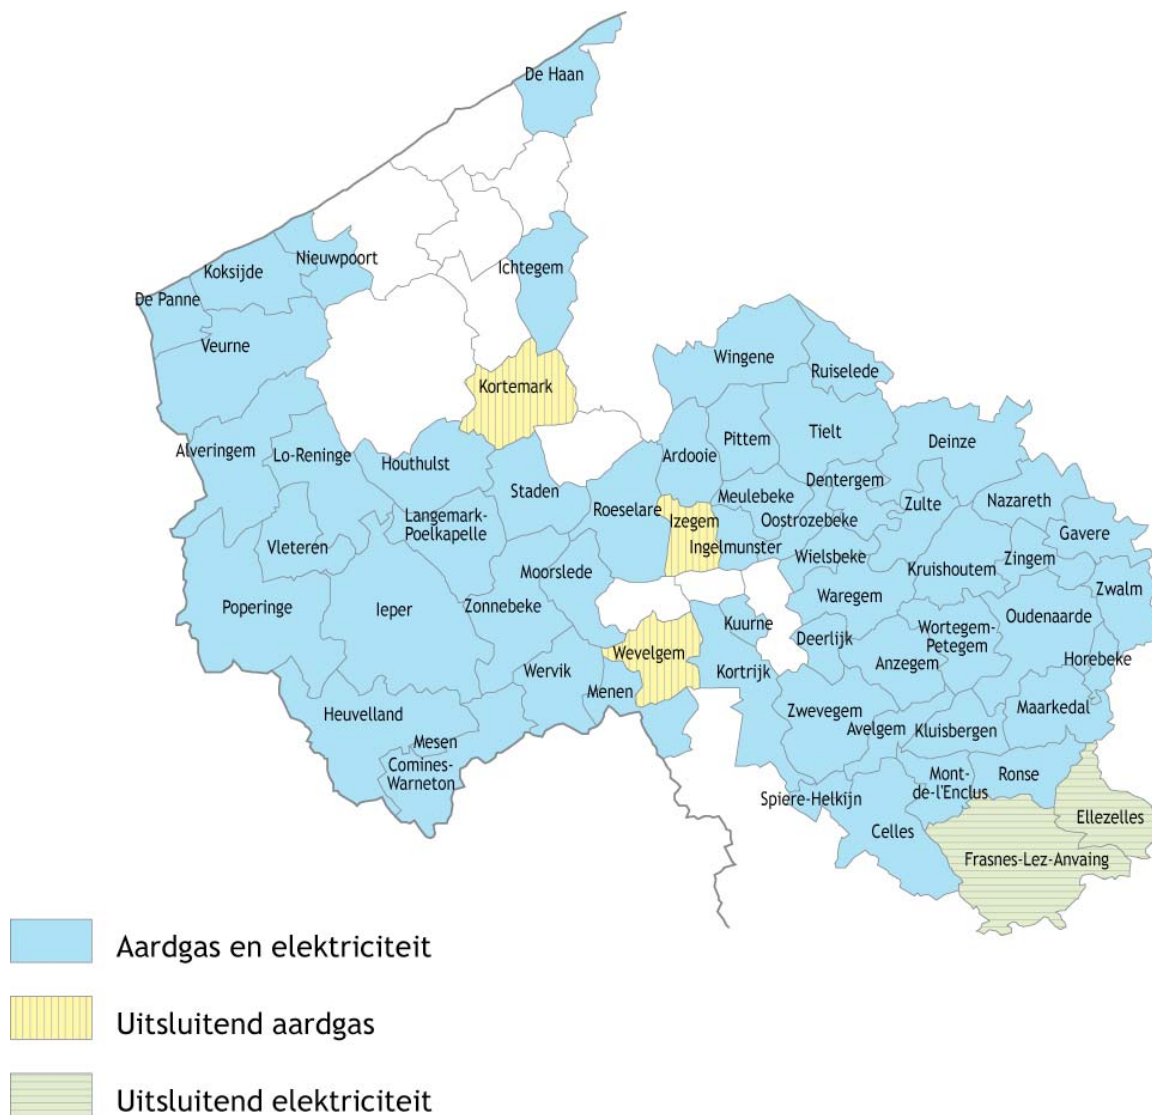 De Haan
Nieuwpoort
Koksijde
Ichtegem
De Panne
Veurne
Wingene
Ruiselede
Kortemark
Tielt
Pittem
Deinze
Alveringem
Lo-Reninge
Houthulst
Ardooie
Dentergem
Staden
Meulebeke
Zulte
Nazareth
Roeselare
Langemark-
Poelkapelle
Izegem
Oostrozebeke
Gavere
Vleteren
Ingelmunster
Wielsbeke
Zingem
Kruishoutem
Moorslede
Zwalm
Poperinge
Ieper
Zonnebeke
Waregem
Oudenaarde
Kuurne
Wortegem-
Petegem
Deerlijk
Wevelgem
Anzegem
Horebeke
Wervik
Kortrijk
Menen
Heuvelland
Zwevegem
Maarkedal
Avelgem
Kluisbergen
Mesen
Comines-
Warneton
Mont-
de-l'Enclus
Ronse
Spiere-Helkijn
Ellezelles
Celles
Frasnes-Lez-Anvaing
Aardgas en elektriciteit
Uitsluitend aardgas
Uitsluitend elektriciteit